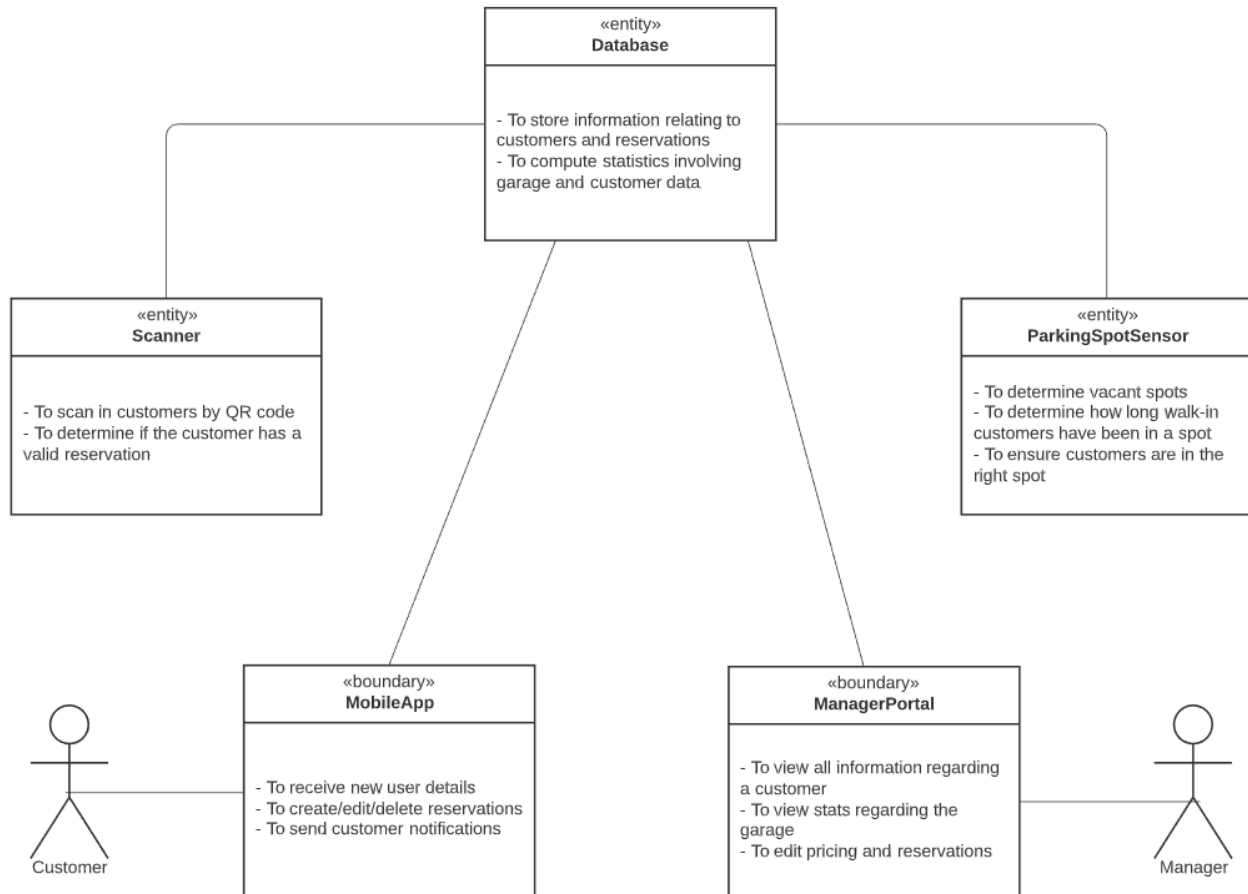 «entity»
Database
- To store information relating to
customers and reservations
- To compute statistics involving
garage and customer data
«entity»
Scanner
- To scan in customers by QR code
- To determine if the customer has a
valid reservation
«entity»
ParkingSpotSensor
- To determine vacant spots
- To determine how long walk-in
customers have been in a spot
- To ensure customers are in the
right spot
«boundary»
MobileApp
- To receive new user details
- To create/edit/delete reservations
- To send customer notifications
«boundary»
ManagerPortal
- To view all information regarding
a customer
- To view stats regarding the
garage
- To edit pricing and reservations
Customer
Manager